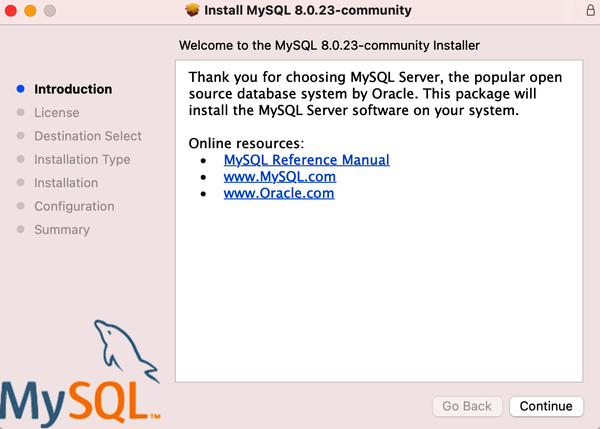 Install MySQL 8.0.23-community
Welcome to the MySQL 8.0.23-community Installer
Introduction
License
Destination Select
Installation Type
Installation
Configuration
Summary
Thank you for choosing MySQL Server, the popular open
source database system by Oracle. This package will
install the MySQL Server software on your system.
Online resources:
• MySQL Reference Manual
• www.MySQL.com
• www.Oracle.com
MySQL™
Go Back
Continue